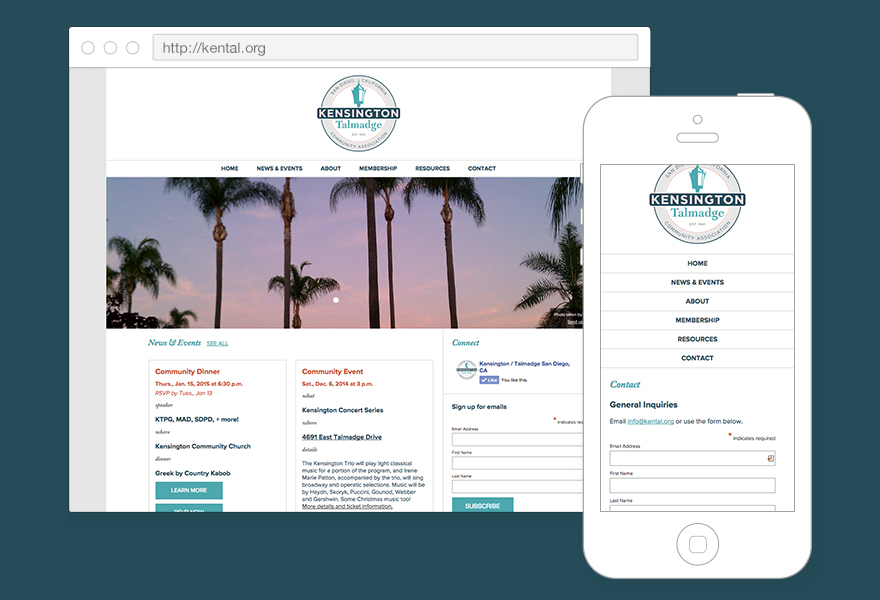 http://kental.org
SAN DIEGO, CALIFORNIA
KENSINGTON
Talmadge
EST. 1941
COMMUNITY ASSOCIATION
HOME NEWS & EVENTS ABOUT MEMBERSHIP RESOURCES CONTACT
Photo taken by
Send us
News & Events SEE ALL
Community Dinner
Thurs., Jan. 15, 2015 at 6:30 p.m.
RSVP by Tues., Jan 13
speaker
KTPG, MAD, SDPD, + more!
where
Kensington Community Church
dinner
Greek by Country Kabob
LEARN MORE
RSVP NOW
Community Event
Sat., Dec. 6, 2014 at 3 p.m.
what
Kensington Concert Series
where
4691 East Talmadge Drive
details
The Kensington Trio will play light classical
music for a portion of the program, and Irene
Marie Patton, accompanied by the trio, will sing
broadway and operatic selections. Music will be
by Haydn, Skoryk, Puccini, Gounod, Webber
and Gershwin. Some Christmas music too!
More details and ticket information.
Connect
Kensington / Talmadge San Diego,
CA
Like You like this.
Sign up for emails
* indicates req
Email Address
First Name
Last Name
SUBSCRIBE
SAN DIEGO, CALIFORNIA
KENSINGTON
Talmadge
EST. 1941
COMMUNITY ASSOCIATION
HOME
NEWS & EVENTS
ABOUT
MEMBERSHIP
RESOURCES
CONTACT
Contact
General Inquiries
Email info@kental.org or use the form below.
* indicates required
Email Address
First Name
Last Name